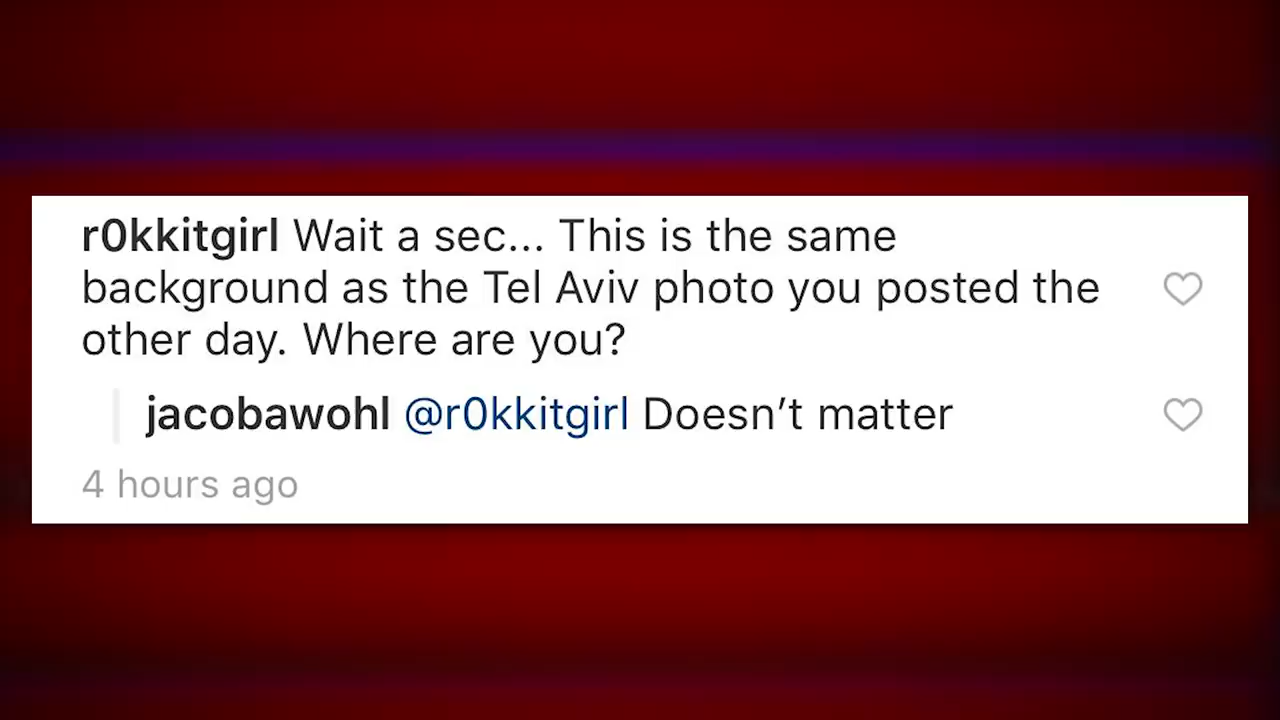 r0kkitgirl Wait a sec... This is the same
background as the Tel Aviv photo you posted the
other day. Where are you?
jacobawohl @r0kkitgirl Doesn’t matter
4 hours ago